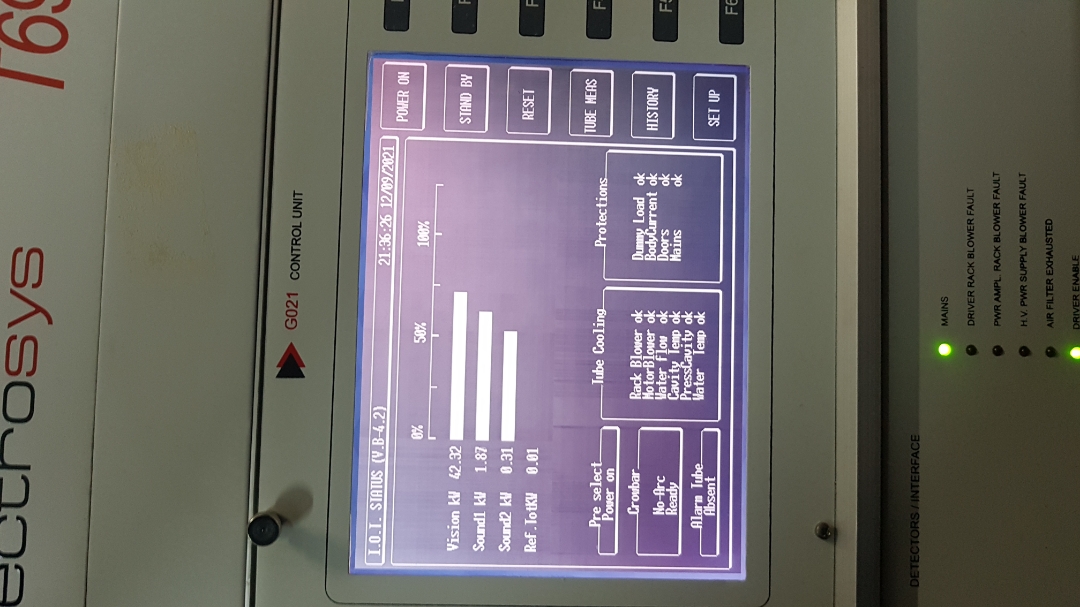 ectrosys T69
G021 CONTROL UNIT
I.O.T. STATUS (V.B-4.2) 21:36:26 12/09/2021
POWER ON
0% 50% 100%
Vision kW 42.32
STAND BY
Sound1 kW 1.87
Sound2 kW 0.31
Ref.TotKW 0.01
RESET
TUBE MEAS
Pre select
Power on
Crowbar
No-Arc
Ready
Alarm Tube
Absent
Tube Cooling
Rack Blower ok
MotorBlower ok
Water flow ok
Cavity Temp ok
PressCavity ok
Water Temp ok
Protections
Dummy Load ok
BodyCurrent ok
Doors ok
Mains ok
HISTORY
SET UP
F6
DETECTORS / INTERFACE
MAINS
DRIVER RACK BLOWER FAULT
PWR AMPL. RACK BLOWER FAULT
H.V. PWR SUPPLY BLOWER FAULT
AIR FILTER EXHAUSTED
DRIVER ENABLE